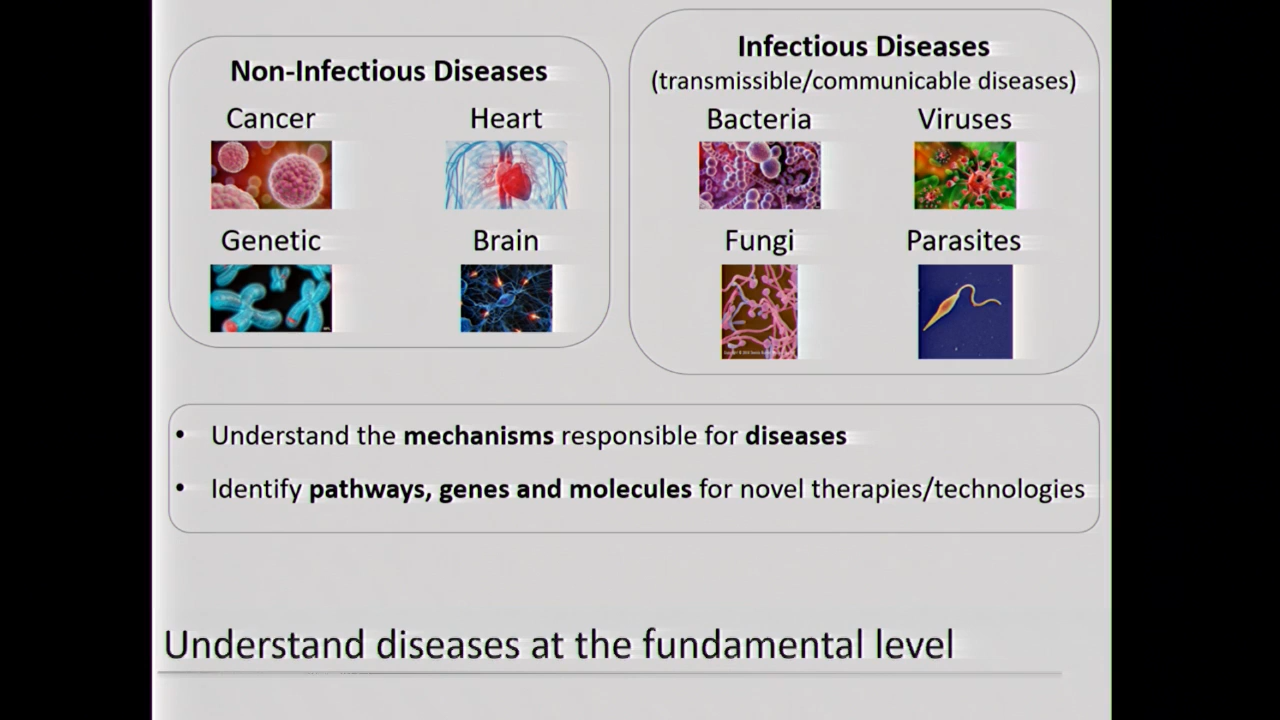 Non-Infectious Diseases
Cancer
Heart
Genetic
Brain
Infectious Diseases
(transmissible/communicable diseases)
Bacteria
Viruses
Fungi
Parasites
• Understand the mechanisms responsible for diseases
• Identify pathways, genes and molecules for novel therapies/technologies
Understand diseases at the fundamental level